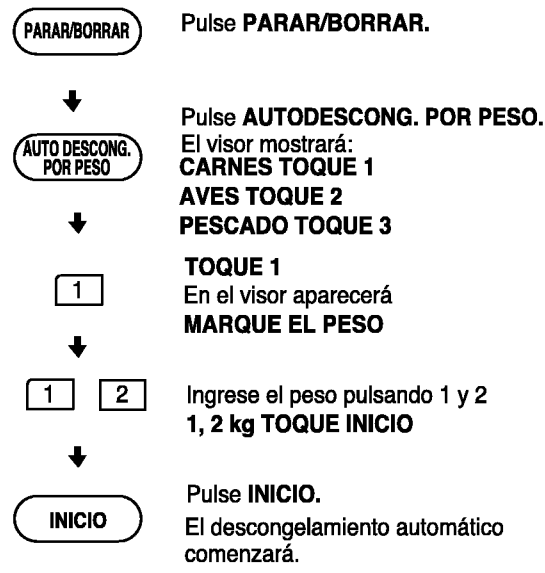 PARAR/BORRAR
Pulse PARAR/BORRAR.
AUTO DESCONG.
POR PESO
Pulse AUTODESCONG. POR PESO.
El visor mostrará:
CARNES TOQUE 1
AVES TOQUE 2
PESCADO TOQUE 3
1
TOQUE 1
En el visor aparecerá
MARQUE EL PESO
1 2
Ingrese el peso pulsando 1 y 2
1, 2 kg TOQUE INICIO
INICIO
Pulse INICIO.
El descongelamiento automático
comenzará.